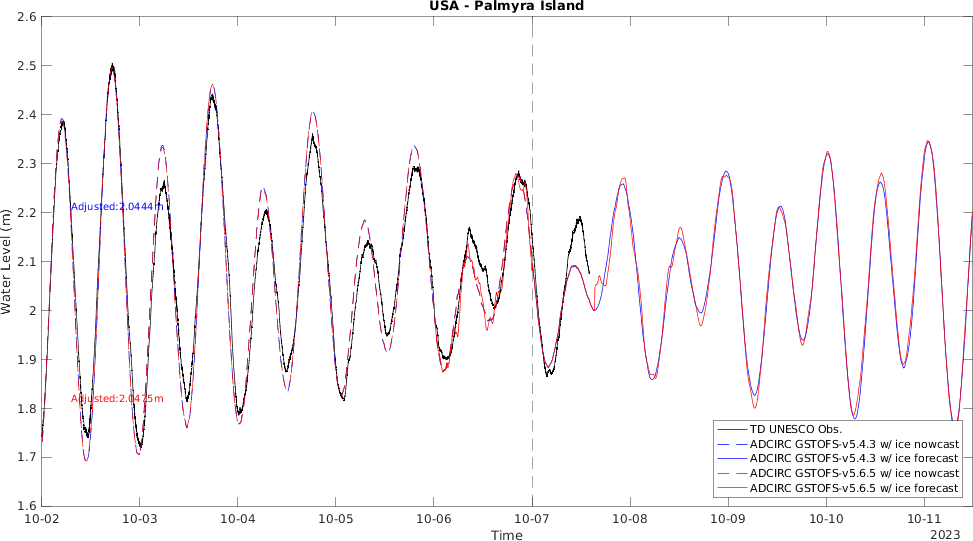 USA - Palmyra Island
2.6
2.5
2.4
2.3
2.2
2.1
2
1.9
1.8
1.7
1.6
Water Level (m)
Adjusted:2.0444m
Adjusted:2.0475m
TD UNESCO Obs.
ADCIRC GSTOFS-v5.4.3 w/ ice nowcast
ADCIRC GSTOFS-v5.4.3 w/ ice forecast
ADCIRC GSTOFS-v5.6.5 w/ ice nowcast
ADCIRC GSTOFS-v5.6.5 w/ ice forecast
10-02 10-03 10-04 10-05 10-06 10-07 10-08 10-09 10-10 10-11
Time
2023